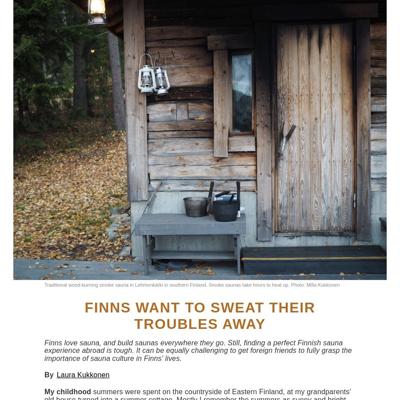 Traditional wood-burning smoke sauna in Lehmonkärki in southern Finland. Smoke saunas take hours to heat up. Photo: Milla Kukkonen
FINNS WANT TO SWEAT THEIR
TROUBLES AWAY
Finns love sauna, and build saunas everywhere they go. Still, finding a perfect Finnish sauna
experience abroad is tough. It can be equally challenging to get foreign friends to fully grasp the
importance of sauna culture in Finns' lives.
By Laura Kukkonen
My childhood summers were spent on the countryside of Eastern Finland, at my grandparents'
old house turned into a summer cottage. Mostly I remember the summers as sunny and bright